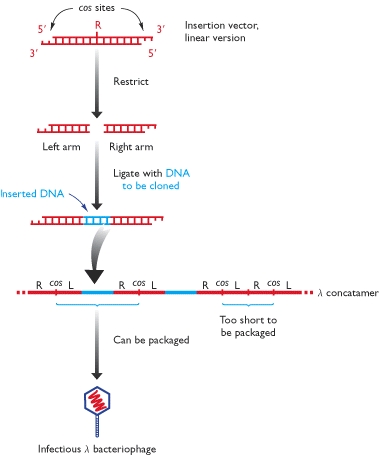 cos sites
5′ R 3′
3′ 5′
Insertion vector,
linear version
Restrict
Left arm Right arm
Ligate with DNA
to be cloned
Inserted DNA
R cos L R cos L R cos L R cos L λ concatamer
Can be packaged
Too short to
be packaged
Infectious λ bacteriophage